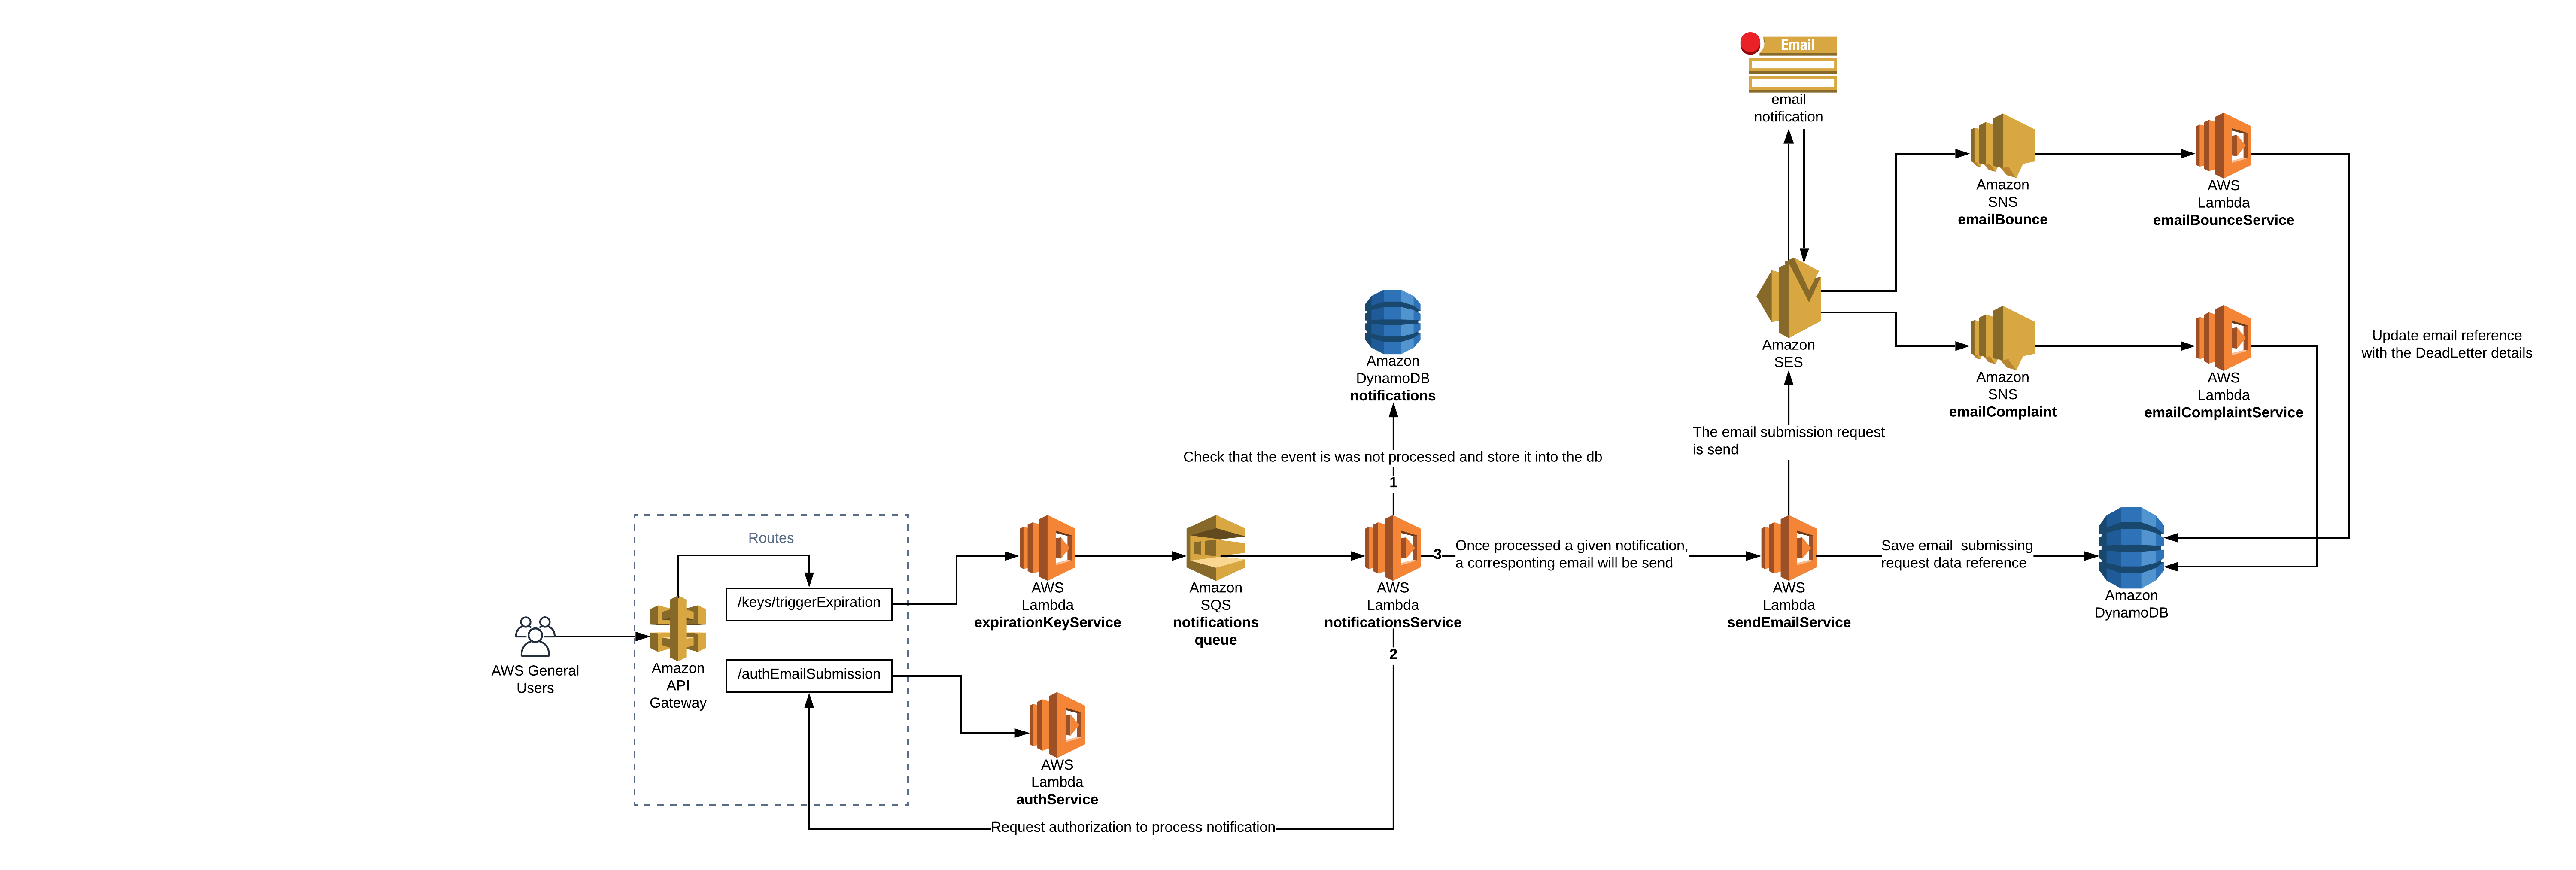 Email
email
notification
Amazon
SNS
emailBounce
AWS
Lambda
emailBounceService
Amazon
SES
Amazon
SNS
emailComplaint
AWS
Lambda
emailComplaintService
Update email reference
with the DeadLetter details
Amazon
DynamoDB
notifications
The email submission request
is send
Check that the event is was not processed and store it into the db
1
Routes
/keys/triggerExpiration
/authEmailSubmission
AWS General
Users
Amazon
API
Gateway
AWS
Lambda
expirationKeyService
Amazon
SQS
notifications
queue
AWS
Lambda
notificationsService
2
3
Once processed a given notification,
a corresponting email will be send
AWS
Lambda
sendEmailService
Save email  submissing
request data reference
Amazon
DynamoDB
AWS
Lambda
authService
Request authorization to process notification